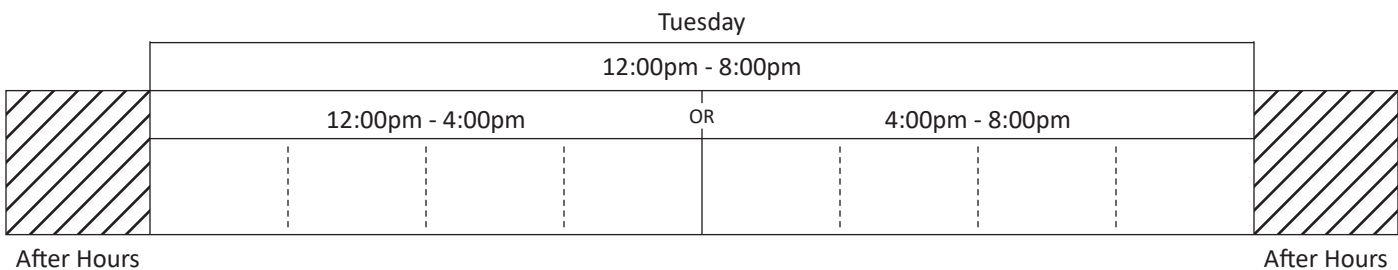 Tuesday
12:00pm - 8:00pm
12:00pm - 4:00pm OR 4:00pm - 8:00pm
After Hours After Hours